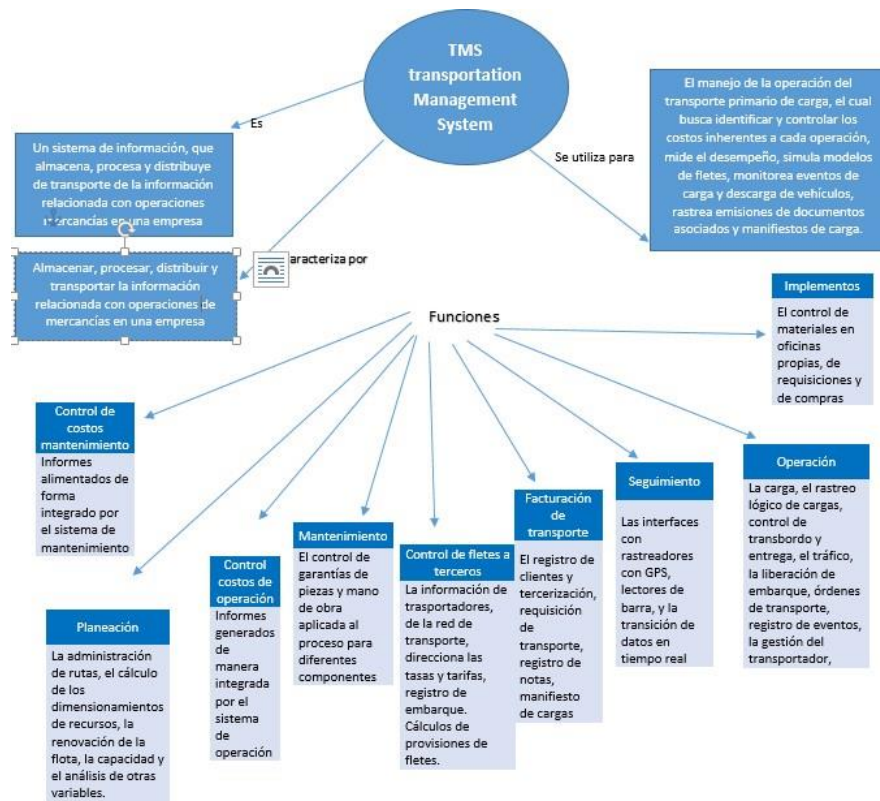 TMS
transportation
Management
System
Es
Un sistema de información, que
almacena, procesa y distribuye
de transporte de la información
relacionada con operaciones
mercancías en una empresa
Se utiliza para
El manejo de la operación del
transporte primario de carga, el cual
busca identificar y controlar los
costos inherentes a cada operación,
mide el desempeño, simula modelos
de fletes, monitorea eventos de
carga y descarga de vehículos,
rastrea emisiones de documentos
asociados y manifiestos de carga.
aracteriza por
Almacenar, procesar, distribuir y
transportar la información
relacionada con operaciones de
mercancías en una empresa
Funciones
Implementos
El control de
materiales en
oficinas
propias, de
requisiciones y
de compras
Control de
costos
mantenimiento
Informes
alimentados de
forma
integrado por
el sistema de
mantenimiento
Planeación
La administración
de rutas, el cálculo
de los
dimensionamientos
de recursos, la
renovación de la
flota, la capacidad y
el análisis de otras
variables.
Control
costos de
operación
Informes
generados
de
manera
integrada
por el
sistema
de
operación
Mantenimiento
El control de
garantías de
piezas y mano
de obra
aplicada al
proceso para
diferentes
componentes
Control de fletes a
terceros
La información de
trasportadores,
de la red de
transporte,
direcciona las
tasas y tarifas,
registro de
embarque.
Cálculos de
provisiones de
fletes.
Facturación
de
transporte
El registro de
clientes y
tercerización,
requisición
de
transporte,
registro de
notas,
manifiesto
de cargas
Seguimiento
Las interfaces
con
rastreadores
con GPS,
lectores de
barra, y la
transición de
datos en
tiempo real
Operación
La carga, el rastreo
lógico de cargas,
control de
transbordo y
entrega, el tráfico,
la liberación de
embarque, órdenes
de transporte,
registro de eventos,
la gestión del
transportador,